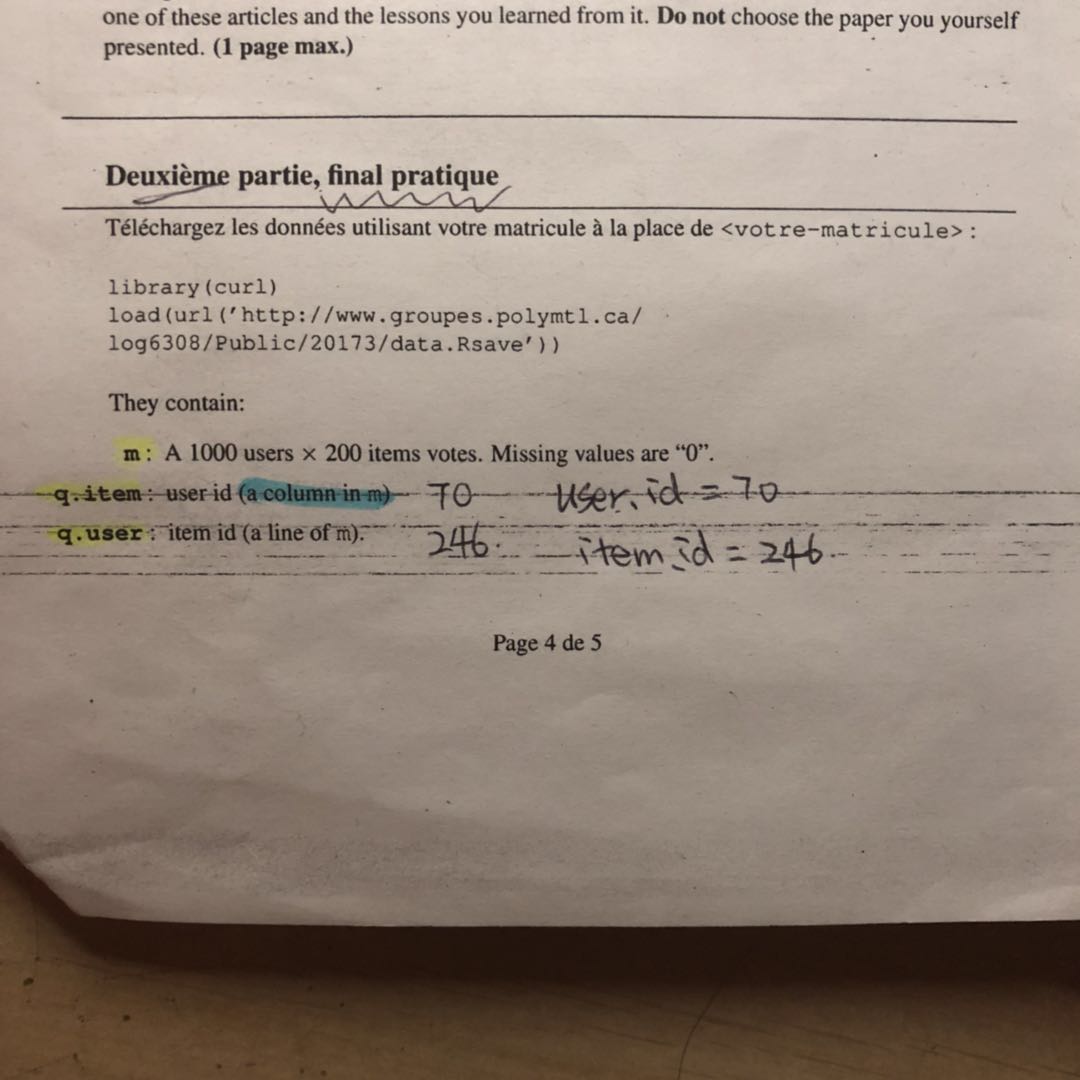 one of these articles and the lessons you learned from it. Do not choose the paper you yourself
presented. (1 page max.)
Deuxième partie, final pratique
Téléchargez les données utilisant votre matricule à la place de <votre-matricule> :
library(curl)
load(url('http://www.groupes.polymtl.ca/
log6308/Public/20173/data.Rsave'))
They contain:
m: A 1000 users × 200 items votes. Missing values are “0”.
q.item: user id (a column in m) 70 user.id = 70
q.user: item id (a line of m). 246. item.id = 246.
Page 4 de 5